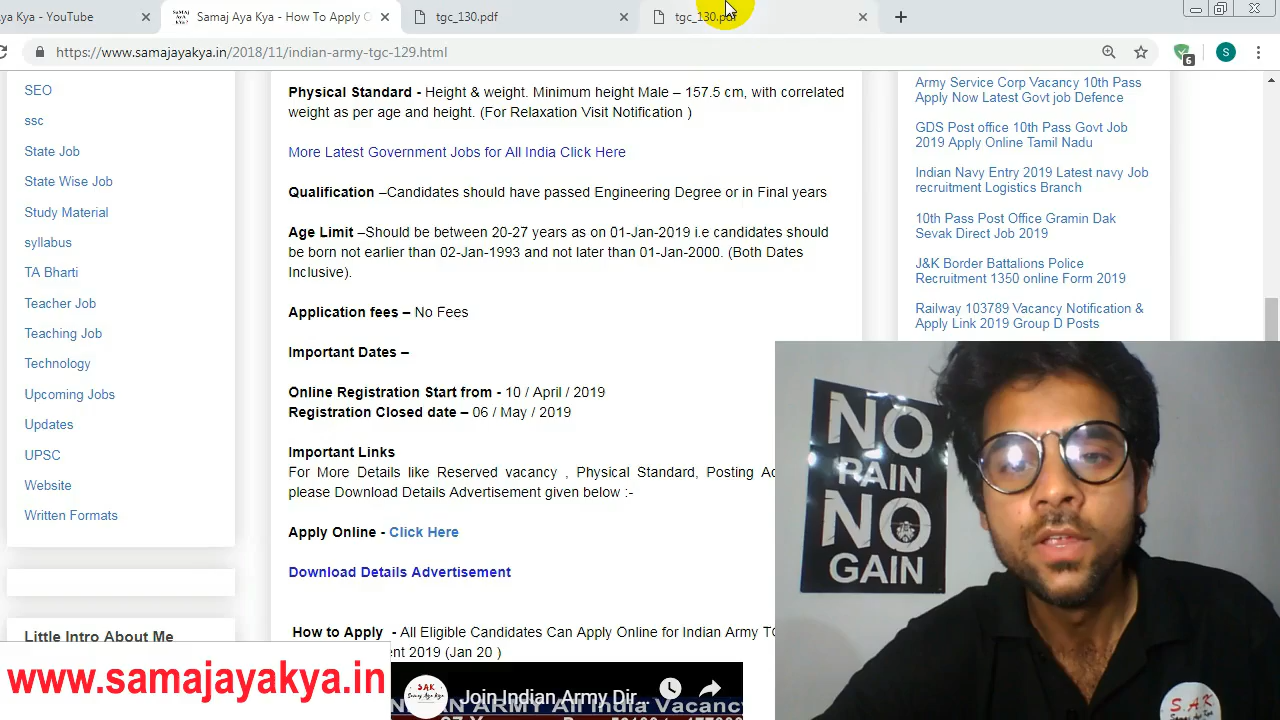 aya Kya - YouTube
Samaj Aya Kya - How To Apply O
tgc_130.pdf
tgc_130.pdf
https://www.samajayakya.in/2018/11/indian-army-tgc-129.html
6
S
SEO
ssc
State Job
State Wise Job
Study Material
syllabus
TA Bharti
Teacher Job
Teaching Job
Technology
Upcoming Jobs
Updates
UPSC
Website
Written Formats
Little Intro About Me
Physical Standard - Height & weight. Minimum height Male – 157.5 cm, with correlated
weight as per age and height. (For Relaxation Visit Notification )
More Latest Government Jobs for All India Click Here
Qualification –Candidates should have passed Engineering Degree or in Final years
Age Limit –Should be between 20-27 years as on 01-Jan-2019 i.e candidates should
be born not earlier than 02-Jan-1993 and not later than 01-Jan-2000. (Both Dates
Inclusive).
Application fees – No Fees
Important Dates –
Online Registration Start from - 10 / April / 2019
Registration Closed date – 06 / May / 2019
Important Links
For More Details like Reserved vacancy , Physical Standard, Posting
please Download Details Advertisement given below :-
Apply Online - Click Here
Download Details Advertisement
How to Apply - All Eligible Candidates Can Apply Online for Indian Army
ent 2019 (Jan 20 )
SAK
Samaj Aya Kya
Join Indian Army Dir...
AN ARMY All India Vacancy
Army Service Corp Vacancy 10th Pass
Apply Now Latest Govt job Defence
GDS Post office 10th Pass Govt Job
2019 Apply Online Tamil Nadu
Indian Navy Entry 2019 Latest navy Job
recruitment Logistics Branch
10th Pass Post Office Gramin Dak
Sevak Direct Job 2019
J&K Border Battalions Police
Recruitment 1350 online Form 2019
Railway 103789 Vacancy Notification &
Apply Link 2019 Group D Posts
NO
PAIN
NO
GAIN
S.A.K
www.samajayakya.in